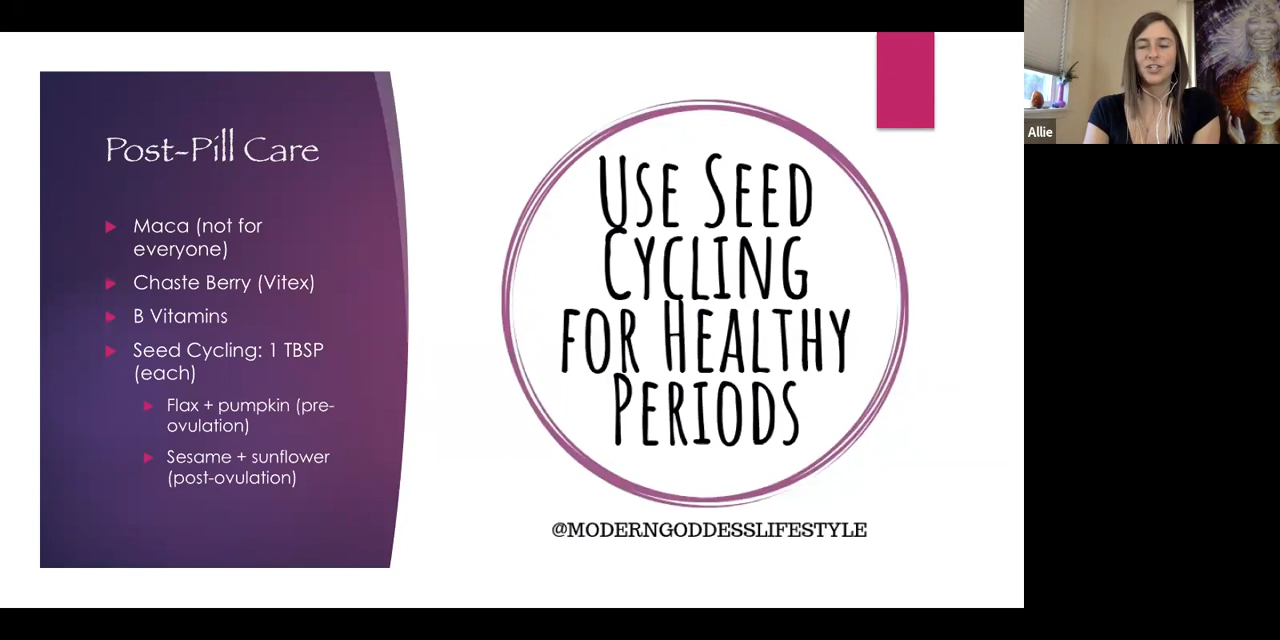 Post-Pill Care
Maca (not for
everyone)
Chaste Berry (Vitex)
B Vitamins
Seed Cycling: 1 TBSP
(each)
Flax + pumpkin (pre-
ovulation)
Sesame + sunflower
(post-ovulation)
USE SEED
CYCLING
FOR HEALTHY
PERIODS
@MODERNGODDESSLIFESTYLE
Allie